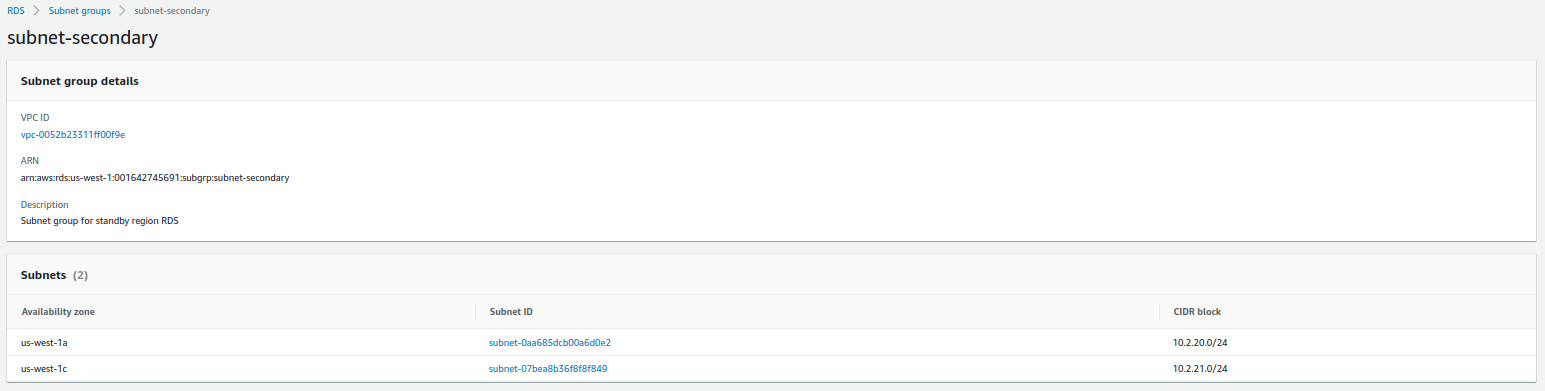 RDS > Subnet groups > subnet-secondary
subnet-secondary
Subnet group details
VPC ID
vpc-0052b23311ff00f9e
ARN
arn:aws:rds:us-west-1:001642745691:subgrp:subnet-secondary
Description
Subnet group for standby region RDS
Subnets (2)
Availability zone Subnet ID CIDR block
us-west-1a subnet-0aa685dcb00a6d0e2 10.2.20.0/24
us-west-1c subnet-07bea8b36f8f8f849 10.2.21.0/24